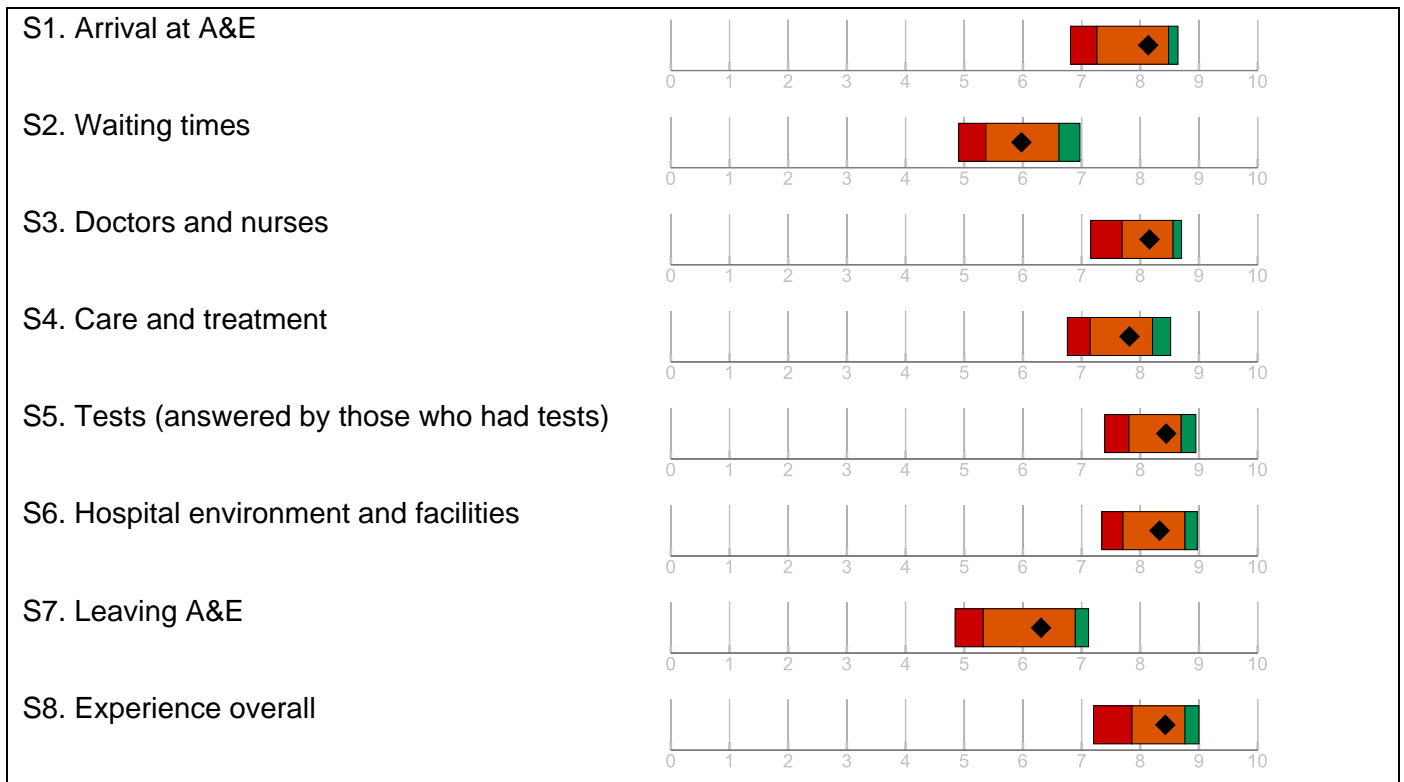 S1. Arrival at A&E
0 1 2 3 4 5 6 7 8 9 10
S2. Waiting times
0 1 2 3 4 5 6 7 8 9 10
S3. Doctors and nurses
0 1 2 3 4 5 6 7 8 9 10
S4. Care and treatment
0 1 2 3 4 5 6 7 8 9 10
S5. Tests (answered by those who had tests)
0 1 2 3 4 5 6 7 8 9 10
S6. Hospital environment and facilities
0 1 2 3 4 5 6 7 8 9 10
S7. Leaving A&E
0 1 2 3 4 5 6 7 8 9 10
S8. Experience overall
0 1 2 3 4 5 6 7 8 9 10